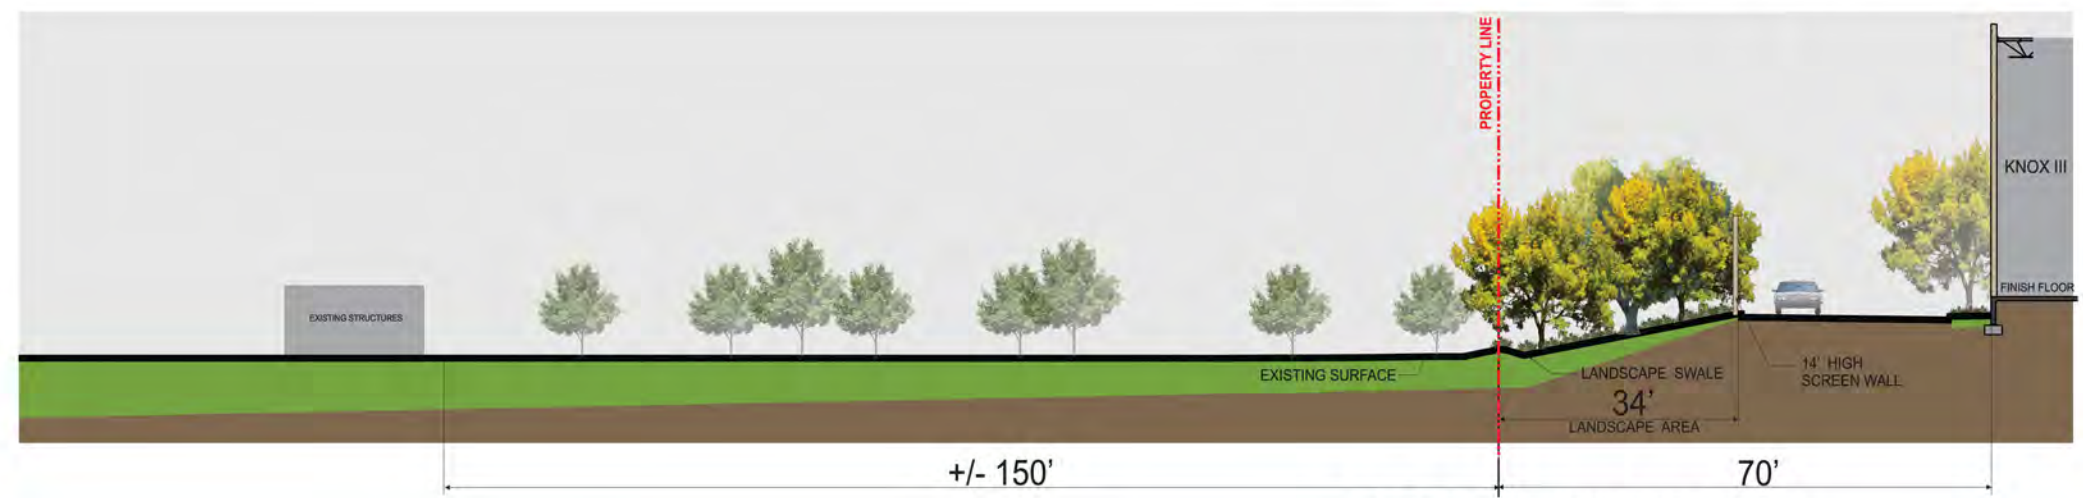 PROPERTY LINE
KNOX III
FINISH FLOOR
EXISTING STRUCTURES
EXISTING SURFACE
LANDSCAPE SWALE
14' HIGH
SCREEN WALL
34'
LANDSCAPE AREA
+/- 150'
70'